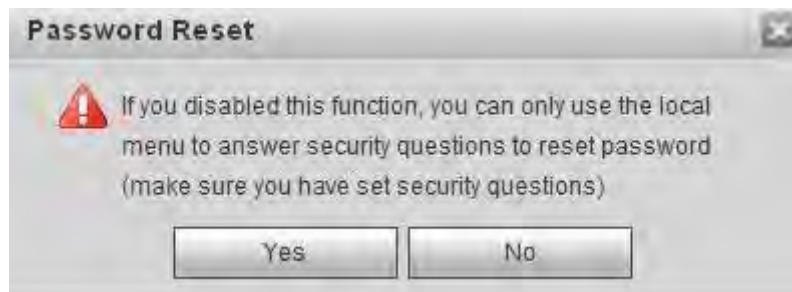 Password Reset
If you disabled this function, you can only use the local
menu to answer security questions to reset password
(make sure you have set security questions)
Yes
No